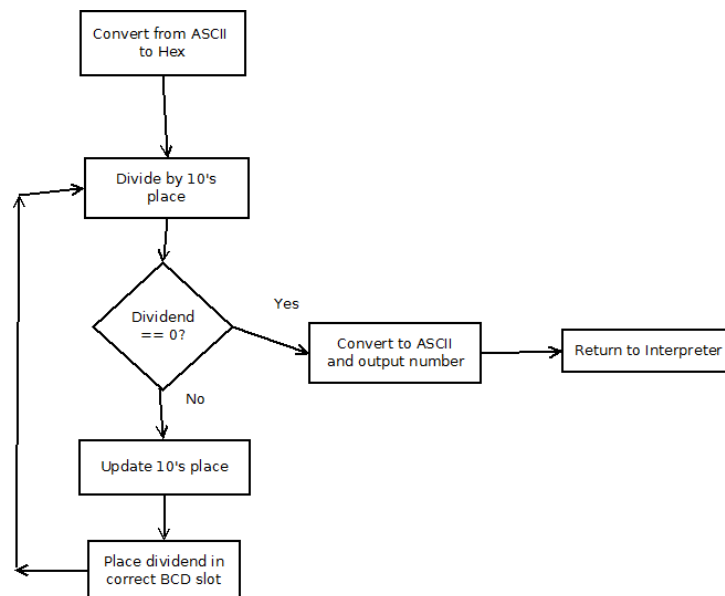 Convert from ASCII
to Hex
Divide by 10's
place
Dividend
== 0?
Yes
Convert to ASCII
and output number
Return to Interpreter
No
Update 10's place
Place dividend in
correct BCD slot